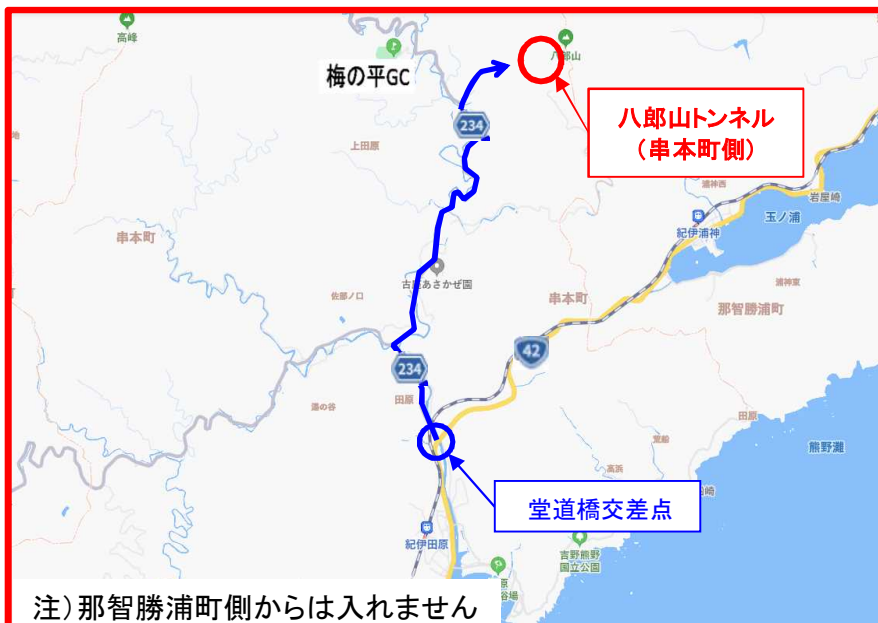 高峰
梅の平GC
八郎山
八郎山トンネル
(串本町側)
234
上田原
浦神西
岩屋崎
玉ノ浦
紀伊浦神
串本町
古座あさかぜ園
佐部ノ口
串本町
浦神東
那智勝浦町
42
234
田原
湯の谷
田原
堂道橋交差点
高浜
熊野灘
紀伊田原
吉野熊野
国立公園
注)那智勝浦町側からは入れません